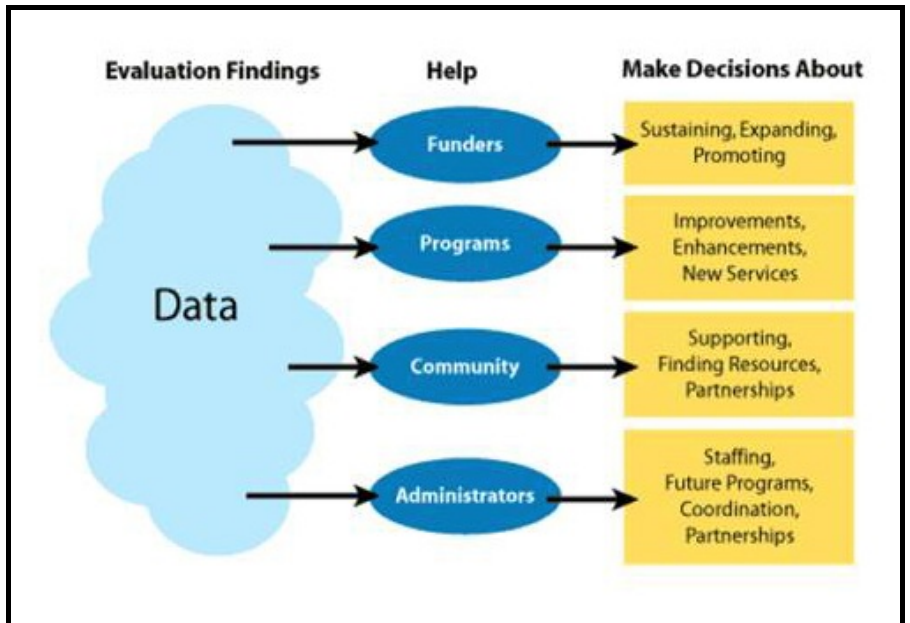 Evaluation Findings
Help
Make Decisions About
Data
Funders
Sustaining, Expanding,
Promoting
Programs
Improvements,
Enhancements,
New Services
Community
Supporting,
Finding Resources,
Partnerships
Administrators
Staffing,
Future Programs,
Coordination,
Partnerships